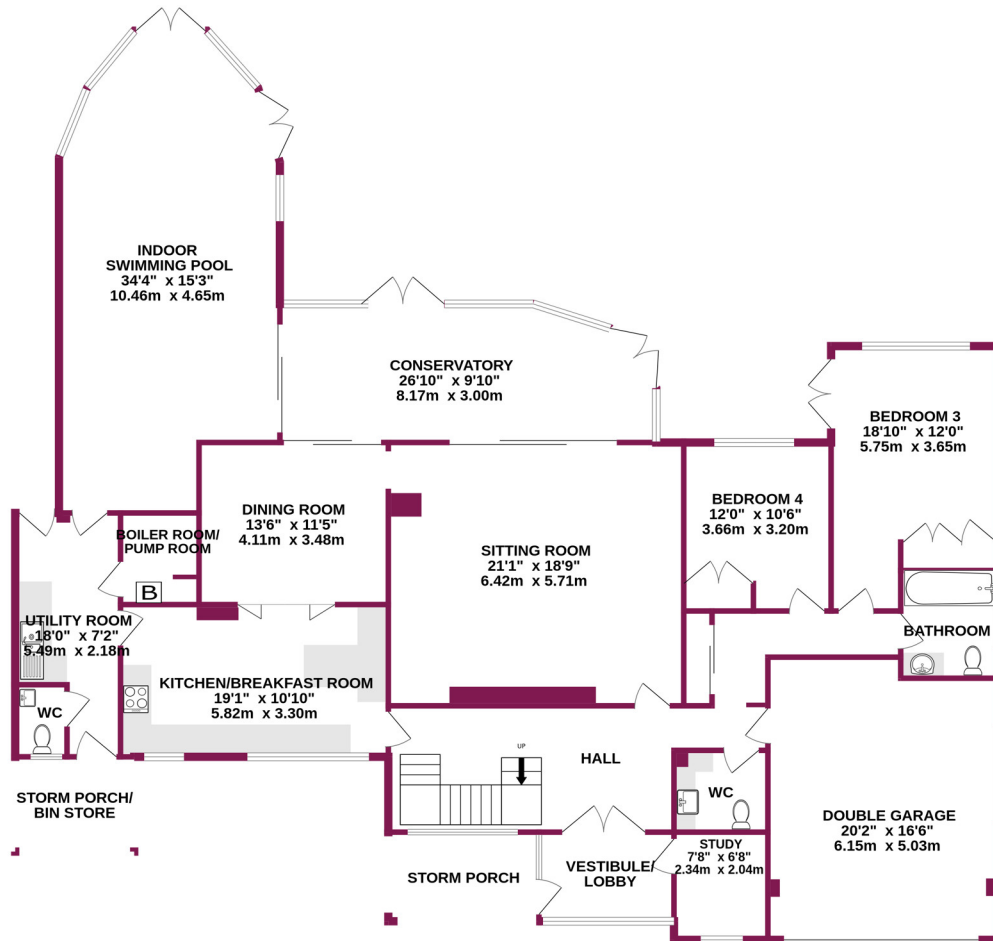 INDOOR
SWIMMING POOL
34'4" x 15'3"
10.46m x 4.65m
CONSERVATORY
26'10" x 9'10"
8.17m x 3.00m
BEDROOM 3
18'10" x 12'0"
5.75m x 3.65m
DINING ROOM
13'6" x 11'5"
4.11m x 3.48m
BEDROOM 4
12'0" x 10'6"
3.66m x 3.20m
BOILER ROOM/
PUMP ROOM
B
SITTING ROOM
21'1" x 18'9"
6.42m x 5.71m
UTILITY ROOM
18'0" x 7'2"
5.49m x 2.18m
BATHROOM
KITCHEN/BREAKFAST ROOM
19'1" x 10'10"
5.82m x 3.30m
WC
UP
HALL
WC
STORM PORCH/
BIN STORE
DOUBLE GARAGE
20'2" x 16'6"
6.15m x 5.03m
STUDY
7'8" x 6'8"
2.34m x 2.04m
VESTIBULE/
LOBBY
STORM PORCH